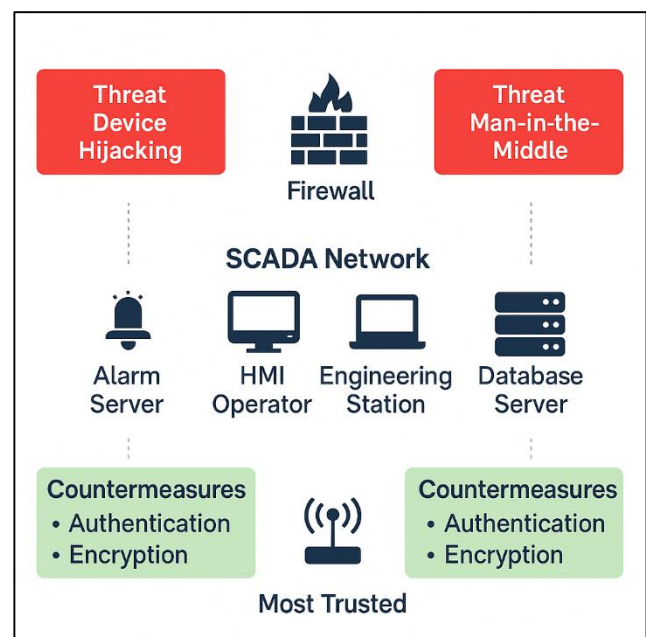 Threat
Device
Hijacking
Firewall
Threat
Man-in-the-
Middle
SCADA Network
Alarm
Server
HMI
Operator
Engineering
Station
Database
Server
Countermeasures
• Authentication
• Encryption
Most Trusted
Countermeasures
• Authentication
• Encryption